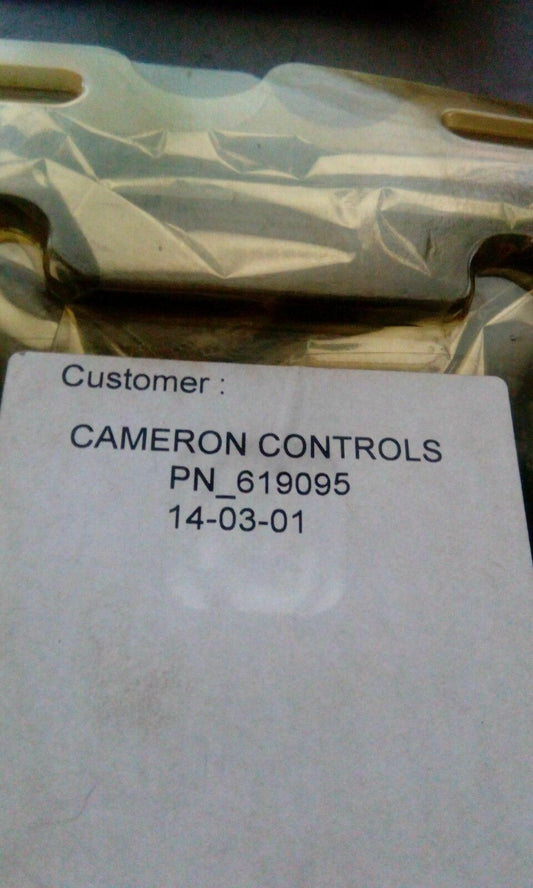 Customer :
CAMERON CONTROLS
PN_619095
14-03-01